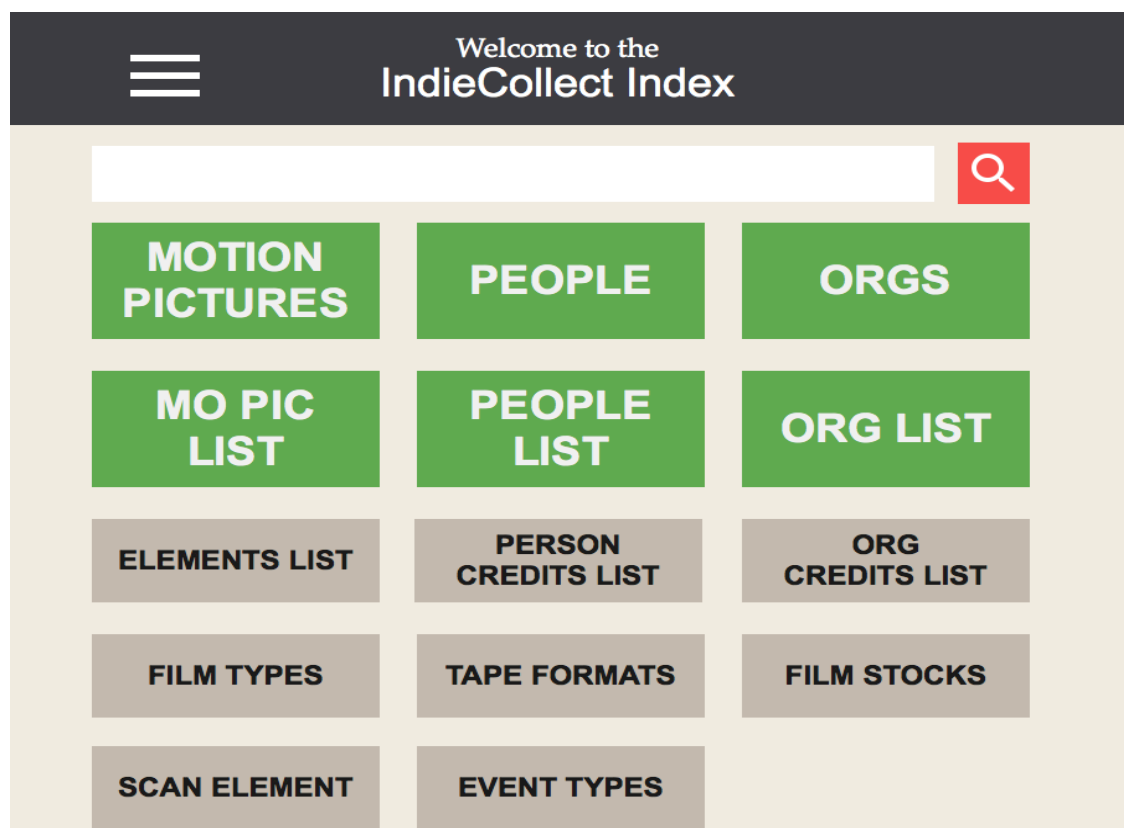 Welcome to the
IndieCollect Index
MOTION
PICTURES
PEOPLE
ORGS
MO PIC
LIST
PEOPLE
LIST
ORG LIST
ELEMENTS LIST
PERSON
CREDITS LIST
ORG
CREDITS LIST
FILM TYPES
TAPE FORMATS
FILM STOCKS
SCAN ELEMENT
EVENT TYPES